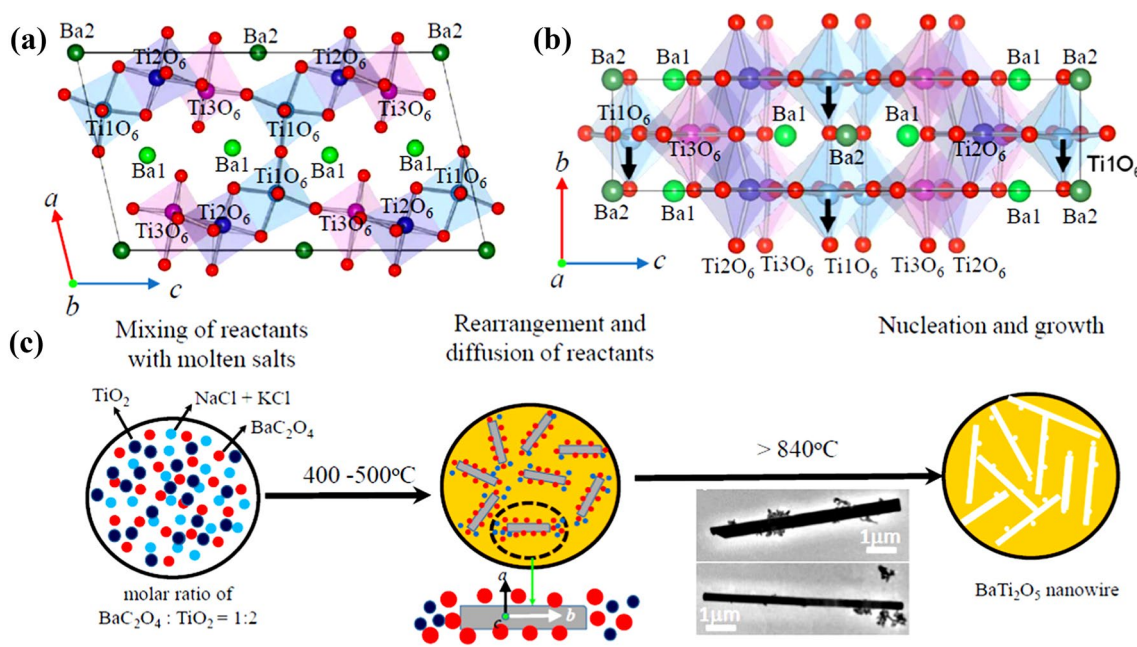 (a)
Ba2
Ba2
Ba2
Ti2O6
Ti2O6
Ti3O6
Ti3O6
Ti1O6
Ti1O6
Ba1
Ba1
Ba1
Ba1
Ti1O6
Ti1O6
Ti2O6
Ti2O6
Ti3O6
Ti3O6
a
b
c
(b)
Ba2
Ba1
Ba1
Ba2
Ti1O6
Ba1
Ba1
Ti3O6
Ba2
Ti2O6
Ti1O6
Ba2
Ba1
Ba1
Ba2
b
a
c
Ti2O6
Ti3O6
Ti1O6
Ti3O6
Ti2O6
(c)
Mixing of reactants
with molten salts
Rearrangement and
diffusion of reactants
Nucleation and growth
TiO2
NaCl + KCl
BaC2O4
400 -500oC
> 840oC
1μm
1μm
molar ratio of
BaC2O4 : TiO2 = 1:2
a
c
b
BaTi2O5 nanowire